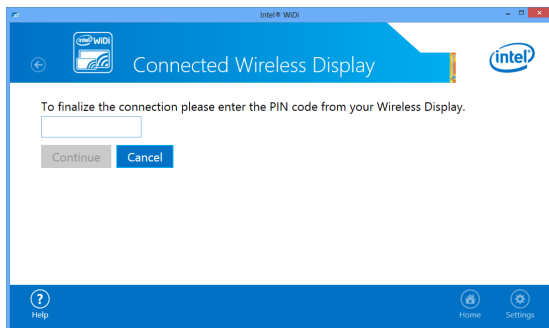 Intel® WiDi
intel WiDi
Connected Wireless Display
intel
To finalize the connection please enter the PIN code from your Wireless Display.
Continue
Cancel
?
Help
Home
Settings